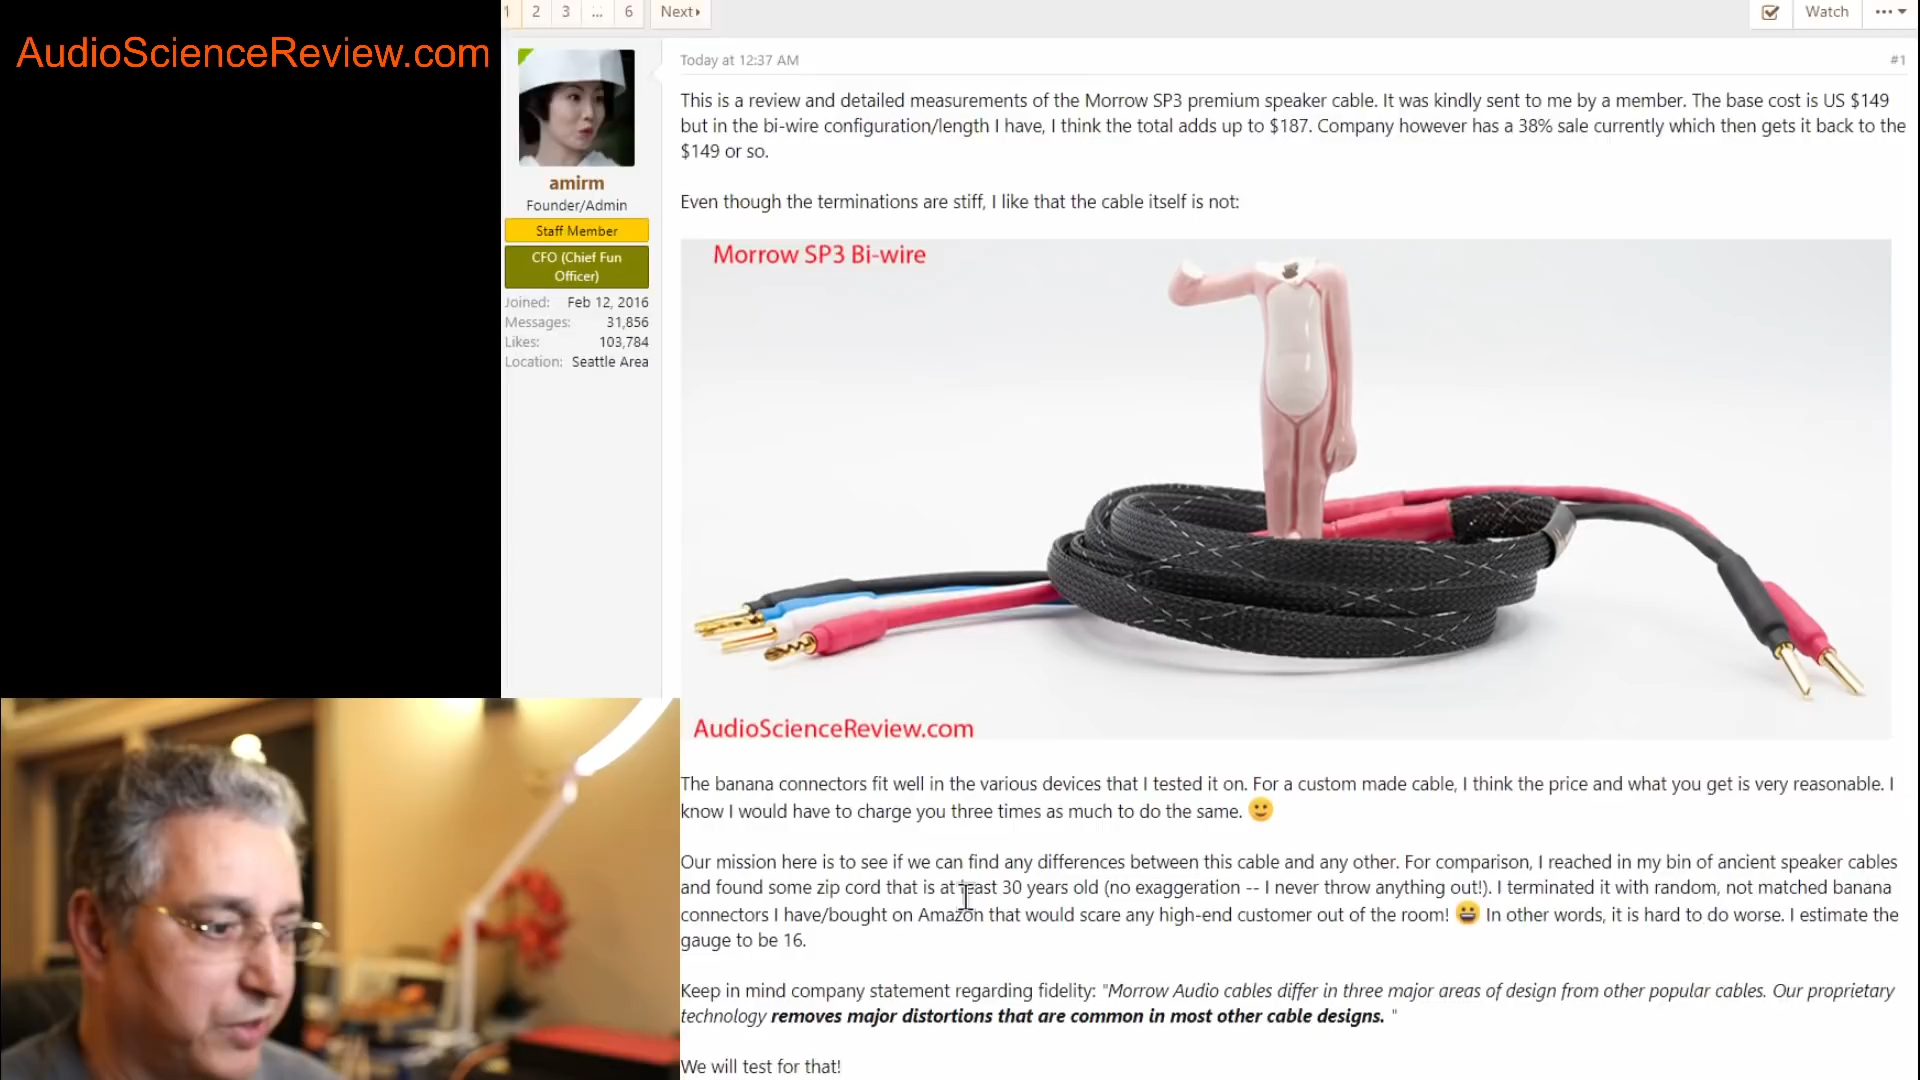 1 2 3 ... 6 Next
Watch
AudioScienceReview.com
Today at 12:37 AM
#1
amirm
Founder/Admin
Staff Member
CFO (Chief Fun
Officer)
Joined: Feb 12, 2016
Messages: 31,856
Likes: 103,784
Location: Seattle Area
This is a review and detailed measurements of the Morrow SP3 premium speaker cable. It was kindly sent to me by a member. The base cost is US $149
but in the bi-wire configuration/length I have, I think the total adds up to $187. Company however has a 38% sale currently which then gets it back to the
$149 or so.
Even though the terminations are stiff, I like that the cable itself is not:
Morrow SP3 Bi-wire
AudioScienceReview.com
The banana connectors fit well in the various devices that I tested it on. For a custom made cable, I think the price and what you get is very reasonable. I
know I would have to charge you three times as much to do the same. 🙂
Our mission here is to see if we can find any differences between this cable and any other. For comparison, I reached in my bin of ancient speaker cables
and found some zip cord that is at least 30 years old (no exaggeration -- I never throw anything out!). I terminated it with random, not matched banana
connectors I have/bought on Amazon that would scare any high-end customer out of the room! 😀 In other words, it is hard to do worse. I estimate the
gauge to be 16.
Keep in mind company statement regarding fidelity: "Morrow Audio cables differ in three major areas of design from other popular cables. Our proprietary
technology removes major distortions that are common in most other cable designs. "
We will test for that!